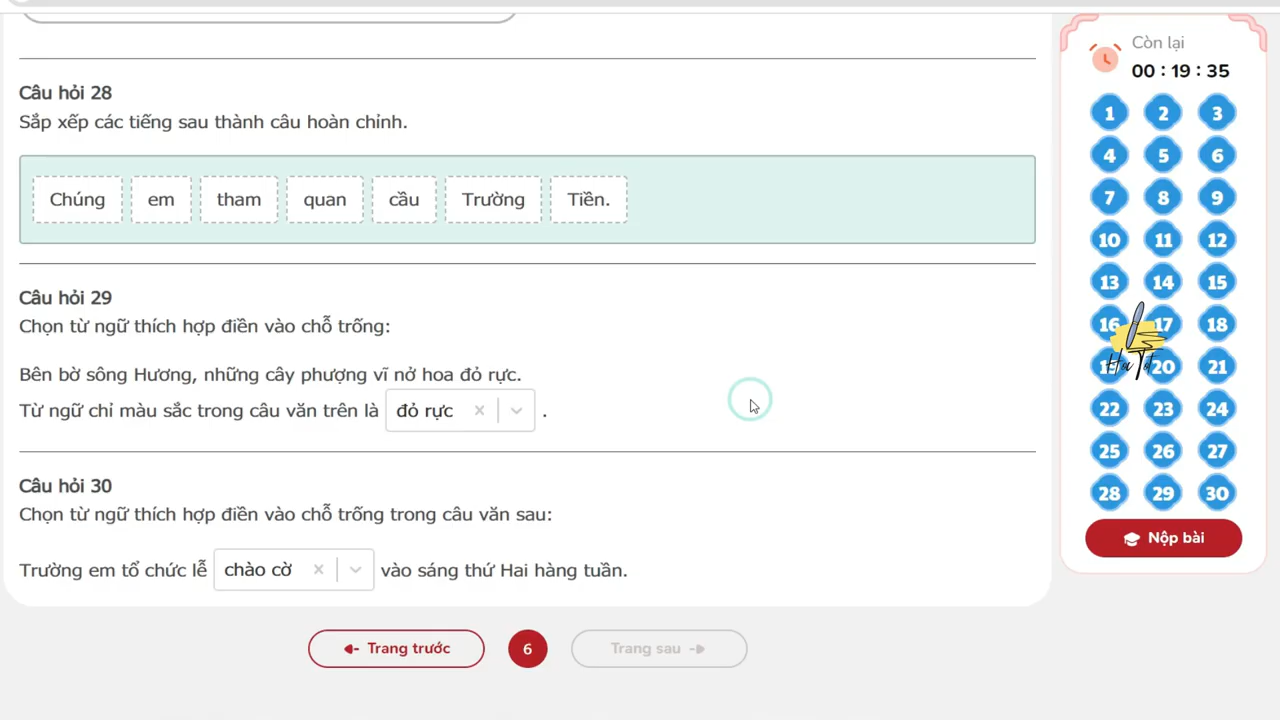 Câu hỏi 28
Sắp xếp các tiếng sau thành câu hoàn chỉnh.
Chúng em tham quan cầu Trường Tiền.
Câu hỏi 29
Chọn từ ngữ thích hợp điền vào chỗ trống:
Bên bờ sông Hương, những cây phượng vĩ nở hoa đỏ rực.
Từ ngữ chỉ màu sắc trong câu văn trên là đỏ rực × .
Câu hỏi 30
Chọn từ ngữ thích hợp điền vào chỗ trống trong câu văn sau:
Trường em tổ chức lễ chào cờ × vào sáng thứ Hai hàng tuần.
Trang trước 6 Trang sau
Còn lại
00 : 19 : 35
1 2 3
4 5 6
7 8 9
10 11 12
13 14 15
16 17 18
19 20 21
22 23 24
25 26 27
28 29 30
Nộp bài
Học Tốt